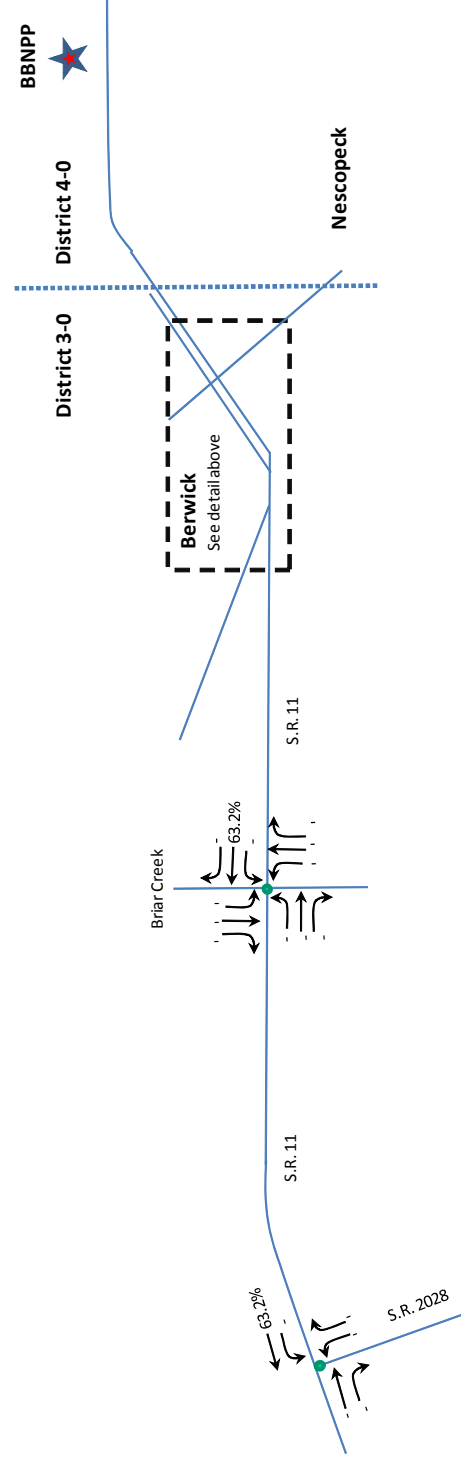 BBNPP
District 4-0
Nescopeck
District 3-0
Berwick
See detail above
S.R. 11
Briar Creek
-
63.2%
-
-
-
-
-
-
-
-
-
-
S.R. 11
63.2%
-
-
-
S.R. 2028
-
-